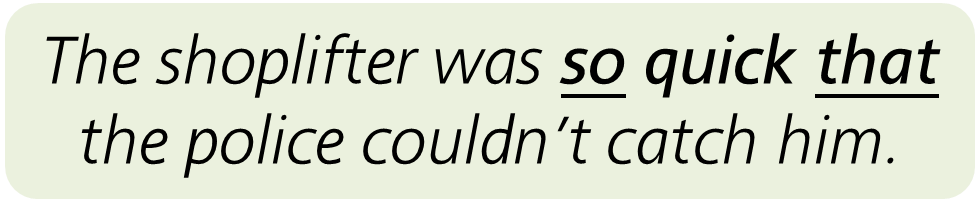 The shoplifter was so quick that
the police couldn't catch him.